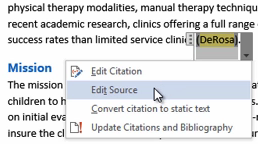 physical therapy modalities, manual therapy techniqu
recent academic research, clinics offering a full range
success rates than limited service clini (DeRosa).
Mission
Edit Citation
The mission
Edit Source
children to h
Convert citation to static text
on initial eva
Update Citations and Bibliography
insure the cl